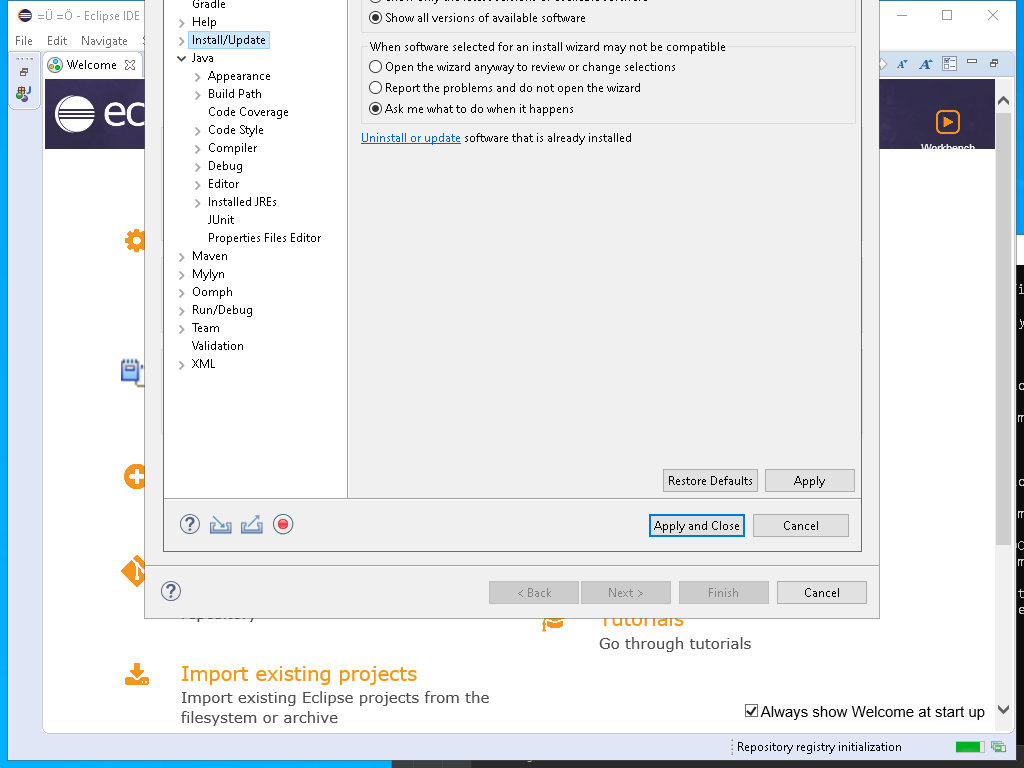 =Ü =Ö - Eclipse IDE
File Edit Navigate
Welcome
Gradle
Help
Install/Update
Java
Appearance
Build Path
Code Coverage
Code Style
Compiler
Debug
Editor
Installed JREs
JUnit
Properties Files Editor
Maven
Mylyn
Oomph
Run/Debug
Team
Validation
XML
Show all versions of available software
When software selected for an install wizard may not be compatible
Open the wizard anyway to review or change selections
Report the problems and do not open the wizard
Ask me what to do when it happens
Uninstall or update software that is already installed
Restore Defaults Apply
Apply and Close Cancel
< Back Next > Finish Cancel
Workbench
Tutorials
Go through tutorials
Import existing projects
Import existing Eclipse projects from the
filesystem or archive
Always show Welcome at start up
Repository registry initialization